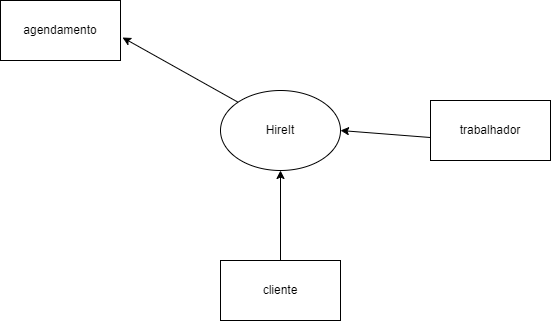 agendamento
HireIt
trabalhador
cliente